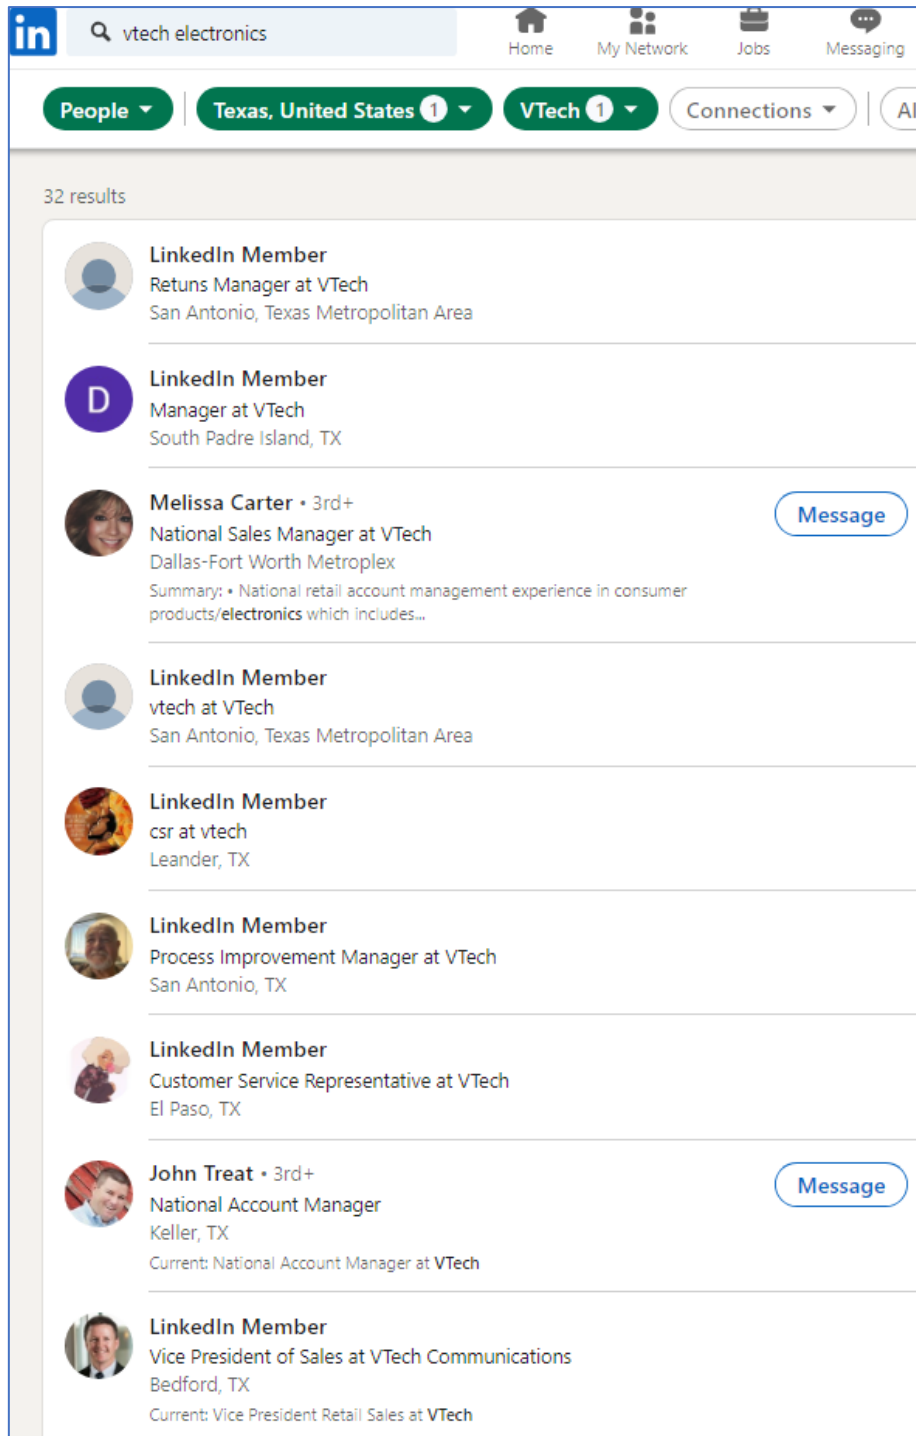 in
vtech electronics
Home
My Network
Jobs
Messaging
People
Texas, United States 1
VTech 1
Connections
Al
32 results
LinkedIn Member
Retuns Manager at VTech
San Antonio, Texas Metropolitan Area
D
LinkedIn Member
Manager at VTech
South Padre Island, TX
Melissa Carter • 3rd+
Message
National Sales Manager at VTech
Dallas-Fort Worth Metroplex
Summary: • National retail account management experience in consumer
products/electronics which includes...
LinkedIn Member
vtech at VTech
San Antonio, Texas Metropolitan Area
LinkedIn Member
csr at vtech
Leander, TX
LinkedIn Member
Process Improvement Manager at VTech
San Antonio, TX
LinkedIn Member
Customer Service Representative at VTech
El Paso, TX
John Treat • 3rd+
Message
National Account Manager
Keller, TX
Current: National Account Manager at VTech
LinkedIn Member
Vice President of Sales at VTech Communications
Bedford, TX
Current: Vice President Retail Sales at VTech